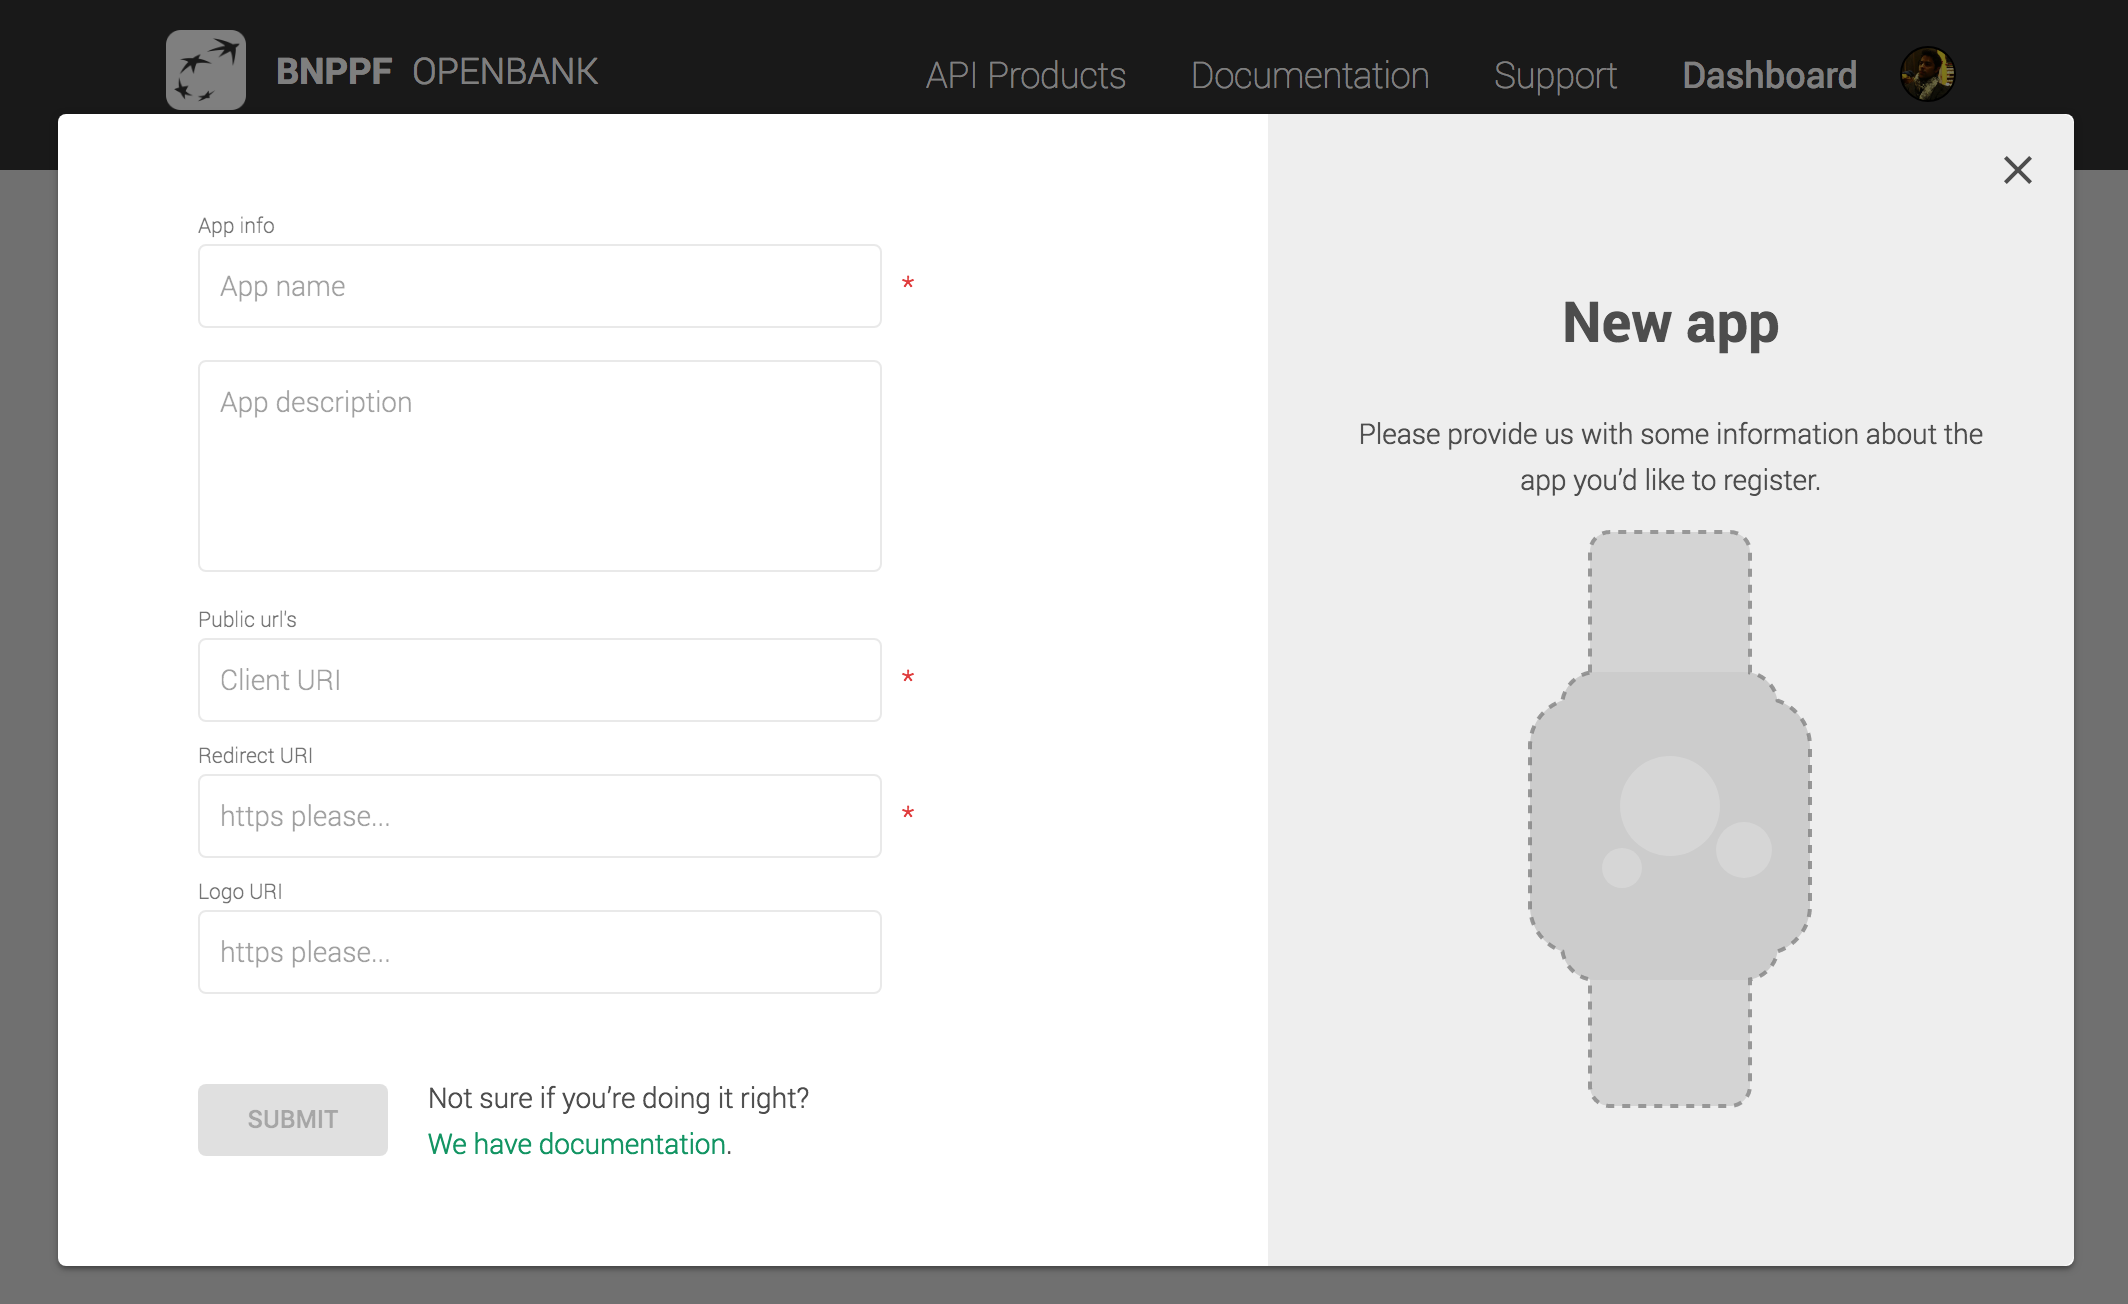 BNPPF OPENBANK
API Products
Documentation
Support
Dashboard
App info
App name
*
App description
Public url's
Client URI
*
Redirect URI
https please...
*
Logo URI
https please...
SUBMIT
Not sure if you’re doing it right?
We have documentation.
New app
Please provide us with some information about the
app you’d like to register.